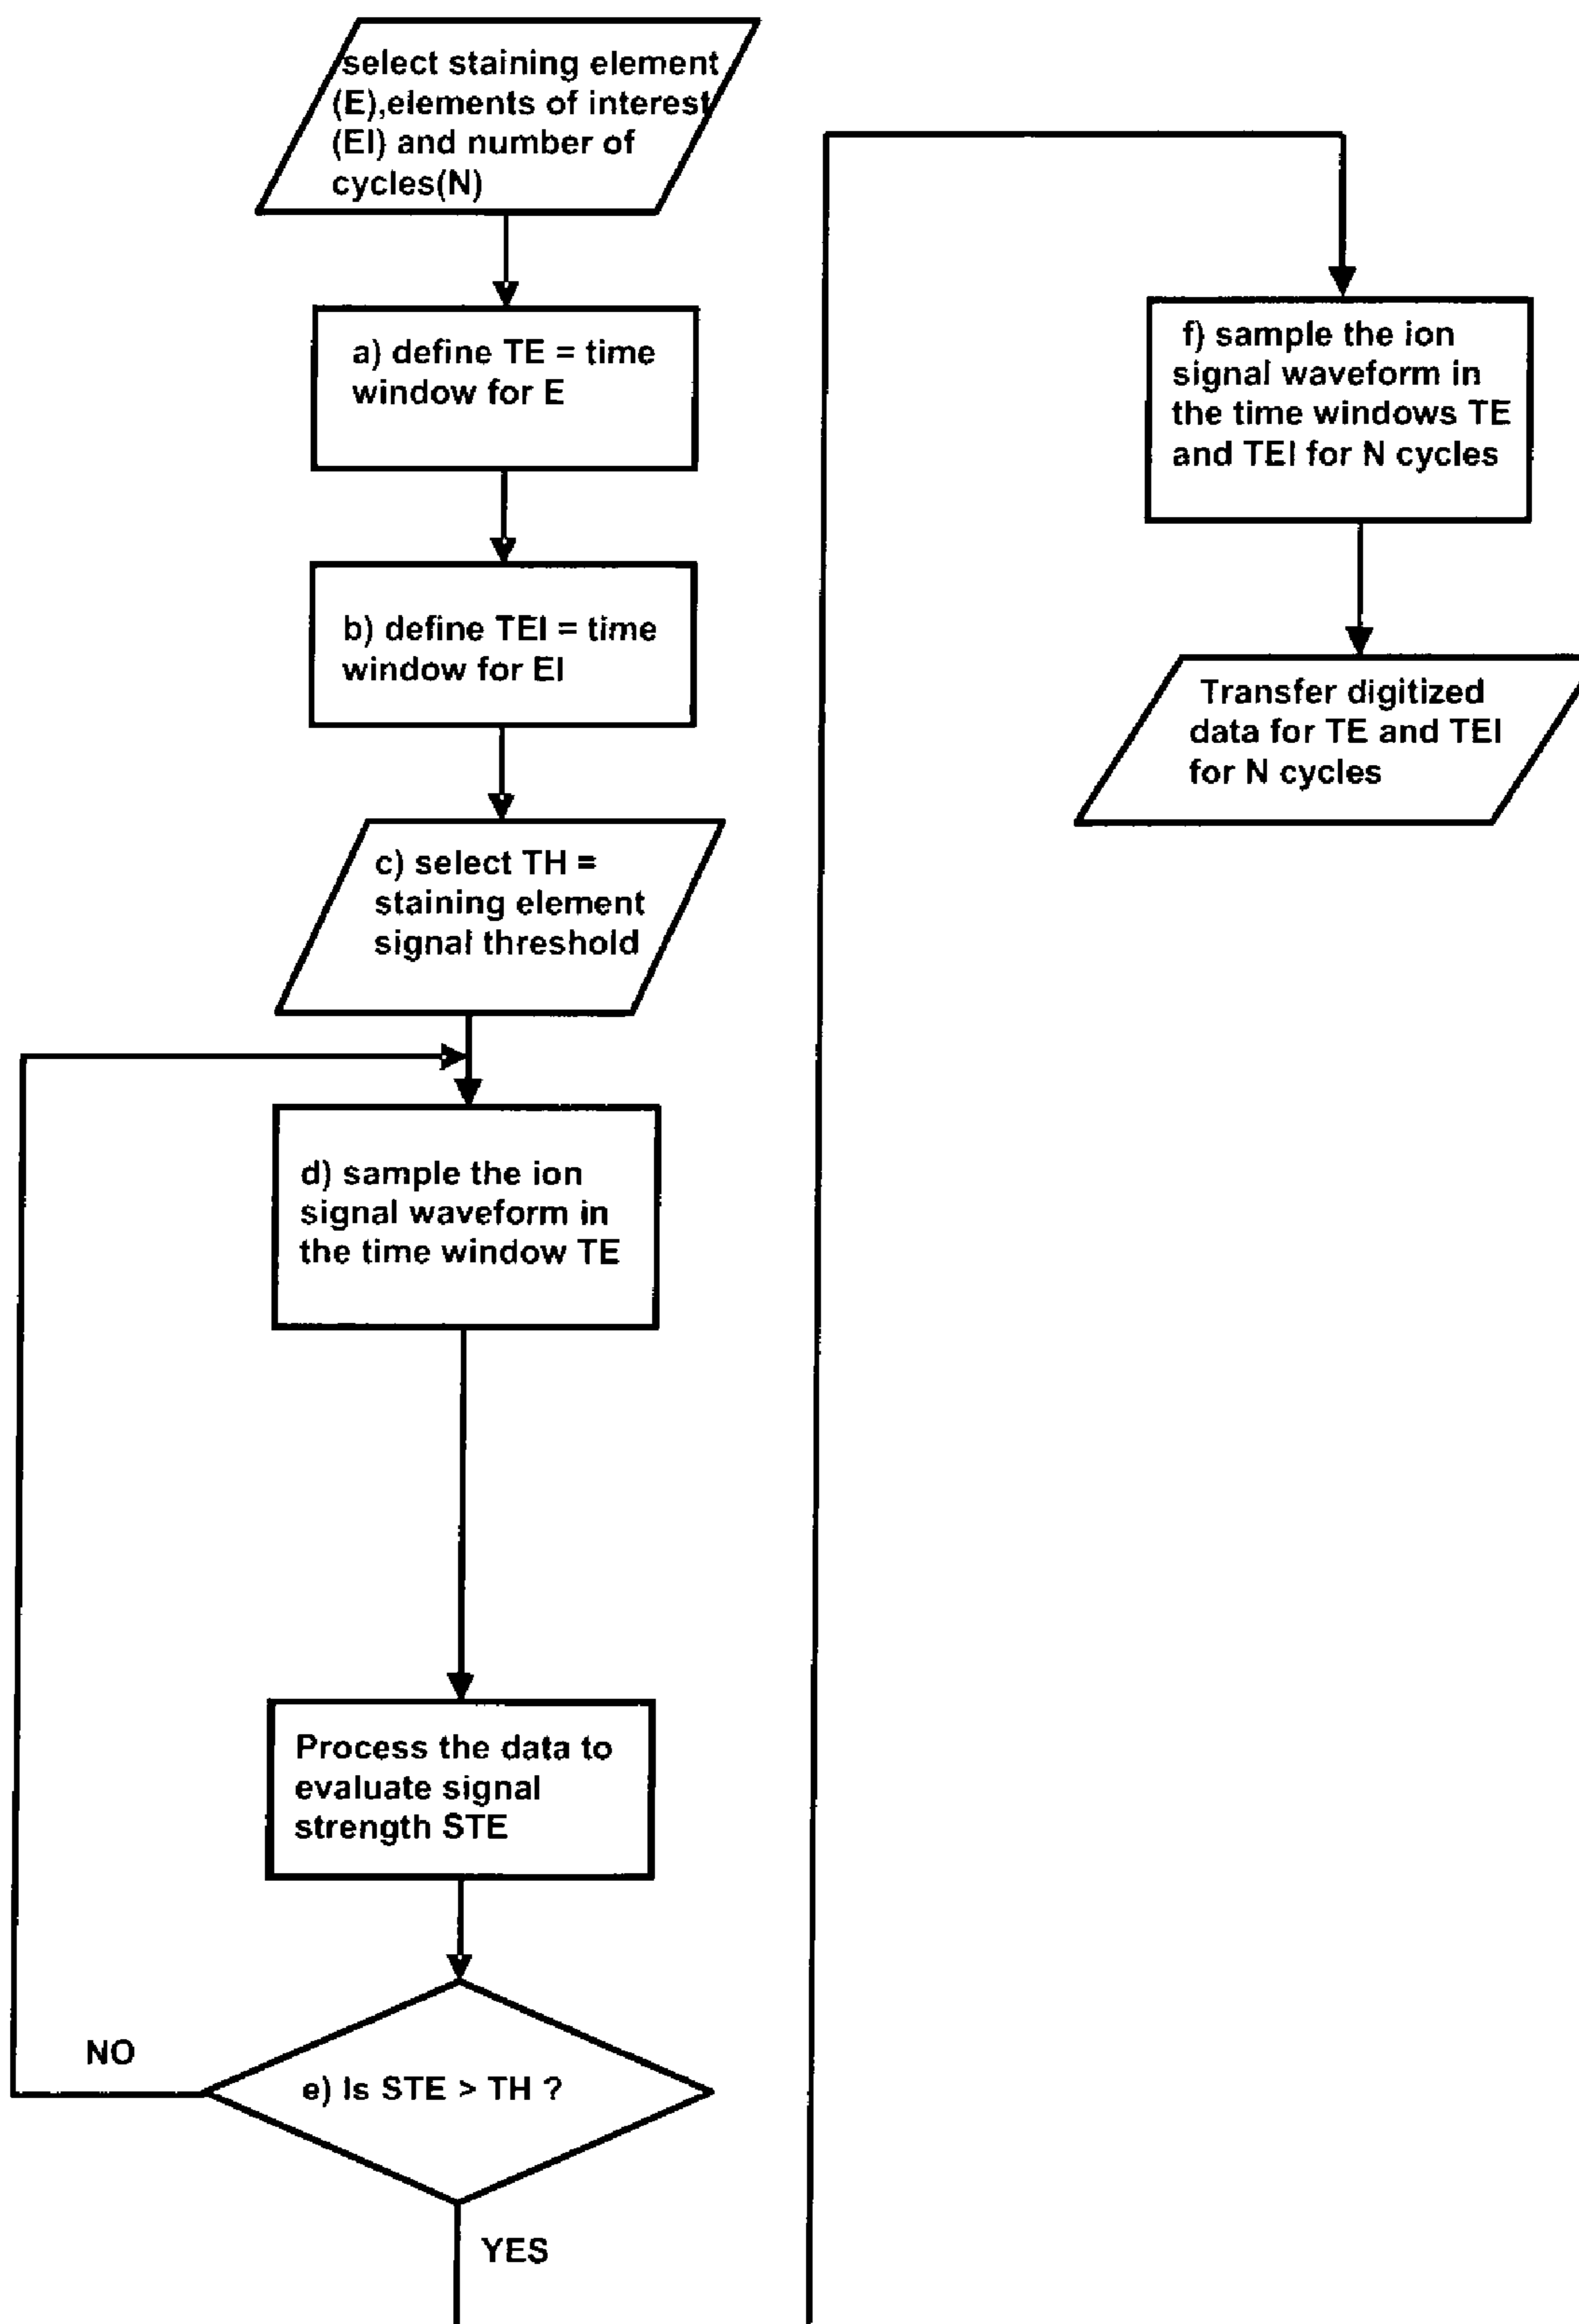 select staining element
(E),elements of interest
(EI) and number of
cycles(N)
a) define TE = time
window for E
b) define TEI = time
window for EI
c) select TH =
staining element
signal threshold
d) sample the ion
signal waveform in
the time window TE
Process the data to
evaluate signal
strength STE
e) Is STE > TH ?
NO
YES
f) sample the ion
signal waveform in
the time windows TE
and TEI for N cycles
Transfer digitized
data for TE and TEI
for N cycles